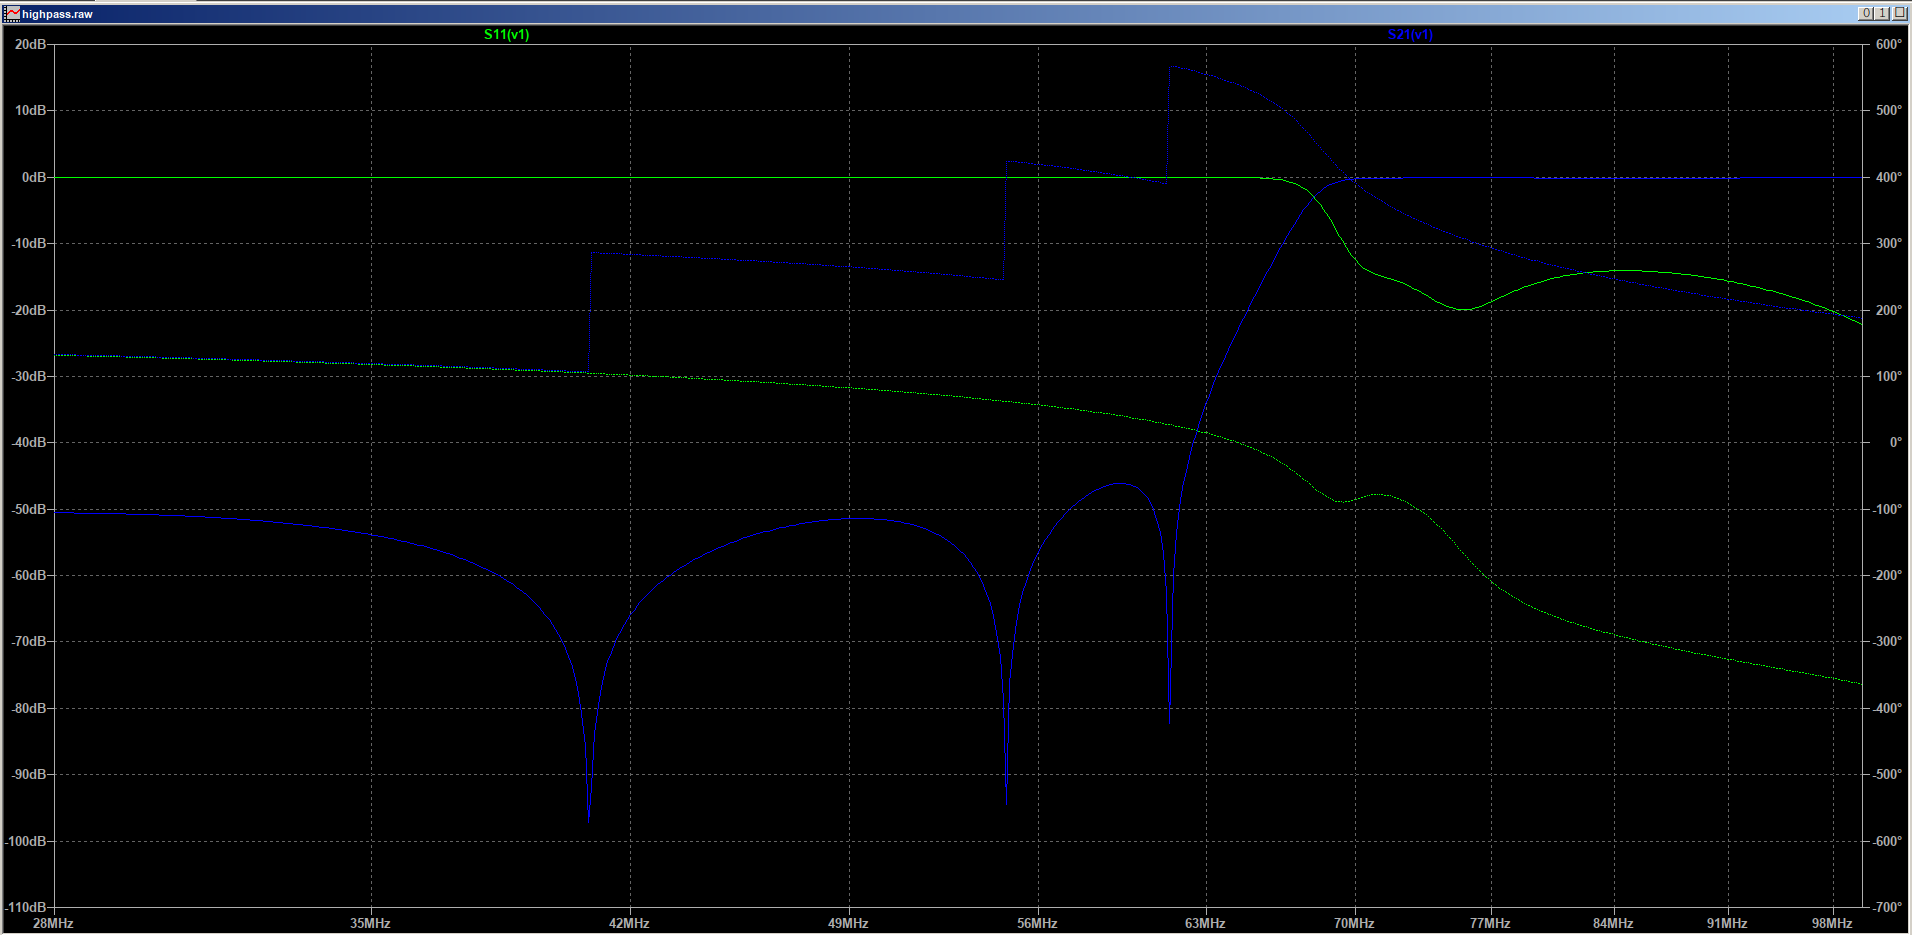 highpass.raw
S11(v1) S21(v1)
20dB 600°
10dB 500°
0dB 400°
-10dB 300°
-20dB 200°
-30dB 100°
-40dB 0°
-50dB -100°
-60dB -200°
-70dB -300°
-80dB -400°
-90dB -500°
-100dB -600°
-110dB -700°
28MHz 35MHz 42MHz 49MHz 56MHz 63MHz 70MHz 77MHz 84MHz 91MHz 98MHz